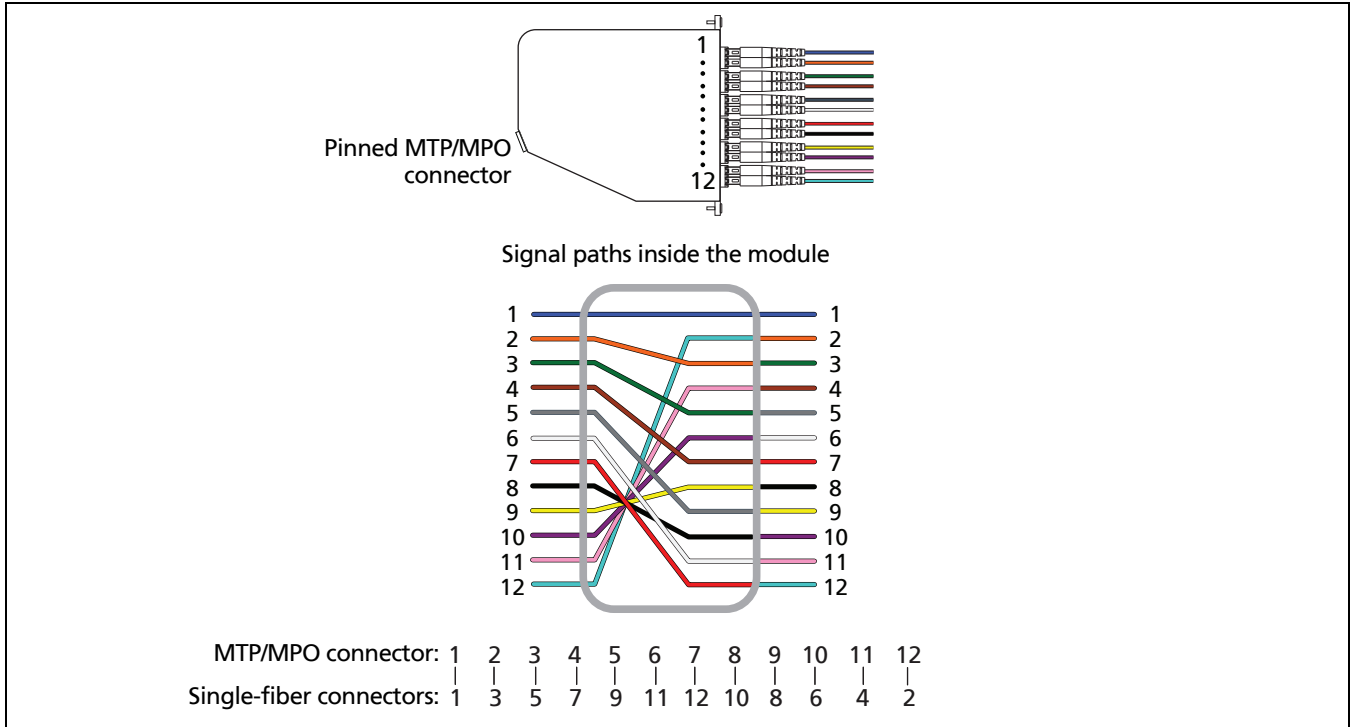 1
12
Pinned MTP/MPO
connector
Signal paths inside the module
1 1
2 2
3 3
4 4
5 5
6 6
7 7
8 8
9 9
10 10
11 11
12 12
MTP/MPO connector: 1 2 3 4 5 6 7 8 9 10 11 12
Single-fiber connectors: 1 3 5 7 9 11 12 10 8 6 4 2